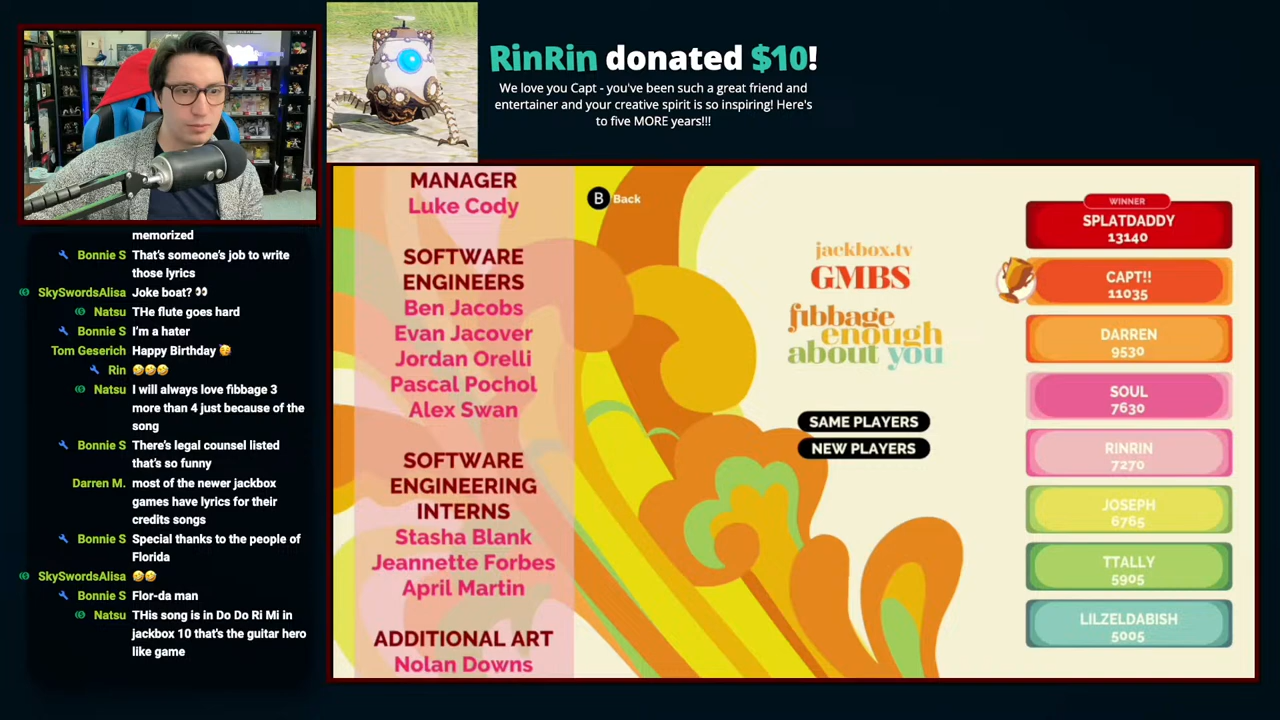 RinRin donated $10!
We love you Capt - you've been such a great friend and
entertainer and your creative spirit is so inspiring! Here's
to five MORE years!!!
memorized
Bonnie S That's someone's job to write
those lyrics
SkySwordsAlisa Joke boat? 👀
Natsu THe flute goes hard
Bonnie S I'm a hater
Tom Geserich Happy Birthday 🥳
Rin 🤣🤣🤣
Natsu I will always love fibbage 3
more than 4 just because of the
song
Bonnie S There's legal counsel listed
that's so funny
Darren M. most of the newer jackbox
games have lyrics for their
credits songs
Bonnie S Special thanks to the people of
Florida
SkySwordsAlisa 🤣🤣
Bonnie S Flor-da man
Natsu THis song is in Do Do Ri Mi in
jackbox 10 that's the guitar hero
like game
MANAGER
Luke Cody
SOFTWARE
ENGINEERS
Ben Jacobs
Evan Jacover
Jordan Orelli
Pascal Pochol
Alex Swan
SOFTWARE
ENGINEERING
INTERNS
Stasha Blank
Jeannette Forbes
April Martin
ADDITIONAL ART
Nolan Downs
B Back
jackbox.tv
GMBS
fibbage
enough
about you
SAME PLAYERS
NEW PLAYERS
WINNER
SPLATDADDY
13140
CAPT!!
11035
DARREN
9530
SOUL
7630
RINRIN
7270
JOSEPH
6765
TTALLY
5905
LILZELDABISH
5005